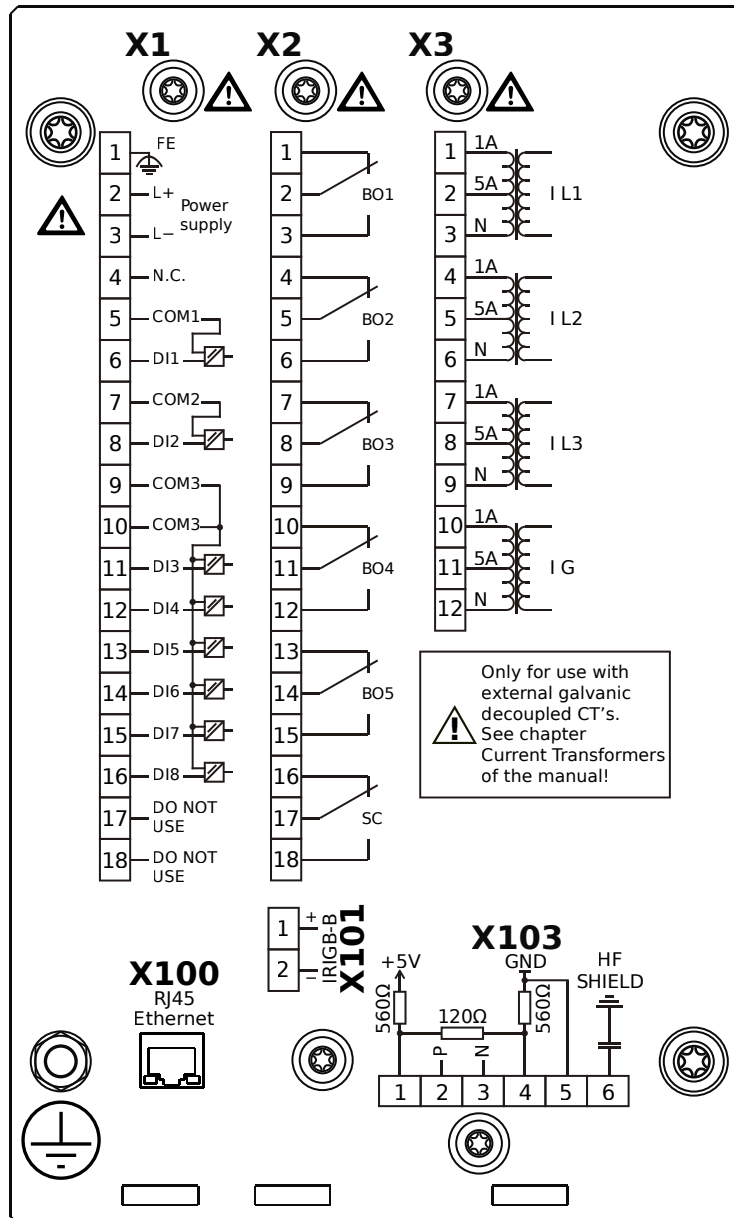 X1
X2
X3
1 FE
2 L+
Power
supply
3 L−
4 N.C.
5 COM1
6 DI1
7 COM2
8 DI2
9 COM3
10 COM3
11 DI3
12 DI4
13 DI5
14 DI6
15 DI7
16 DI8
17 DO NOT
USE
18 DO NOT
USE
1
2 BO1
3
4
5 BO2
6
7
8 BO3
9
10
11 BO4
12
13
14 BO5
15
16
17 SC
18
1 1A
2 5A I L1
3 N
4 1A
5 5A I L2
6 N
7 1A
8 5A I L3
9 N
10 1A
11 5A I G
12 N
Only for use with
external galvanic
decoupled CT's.
See chapter
Current Transformers
of the manual!
1 +
2 −
IRIGB-B
X101
X100
RJ45
Ethernet
X103
+5V
GND
HF
SHIELD
560Ω
120Ω
560Ω
P
N
1 2 3 4 5 6